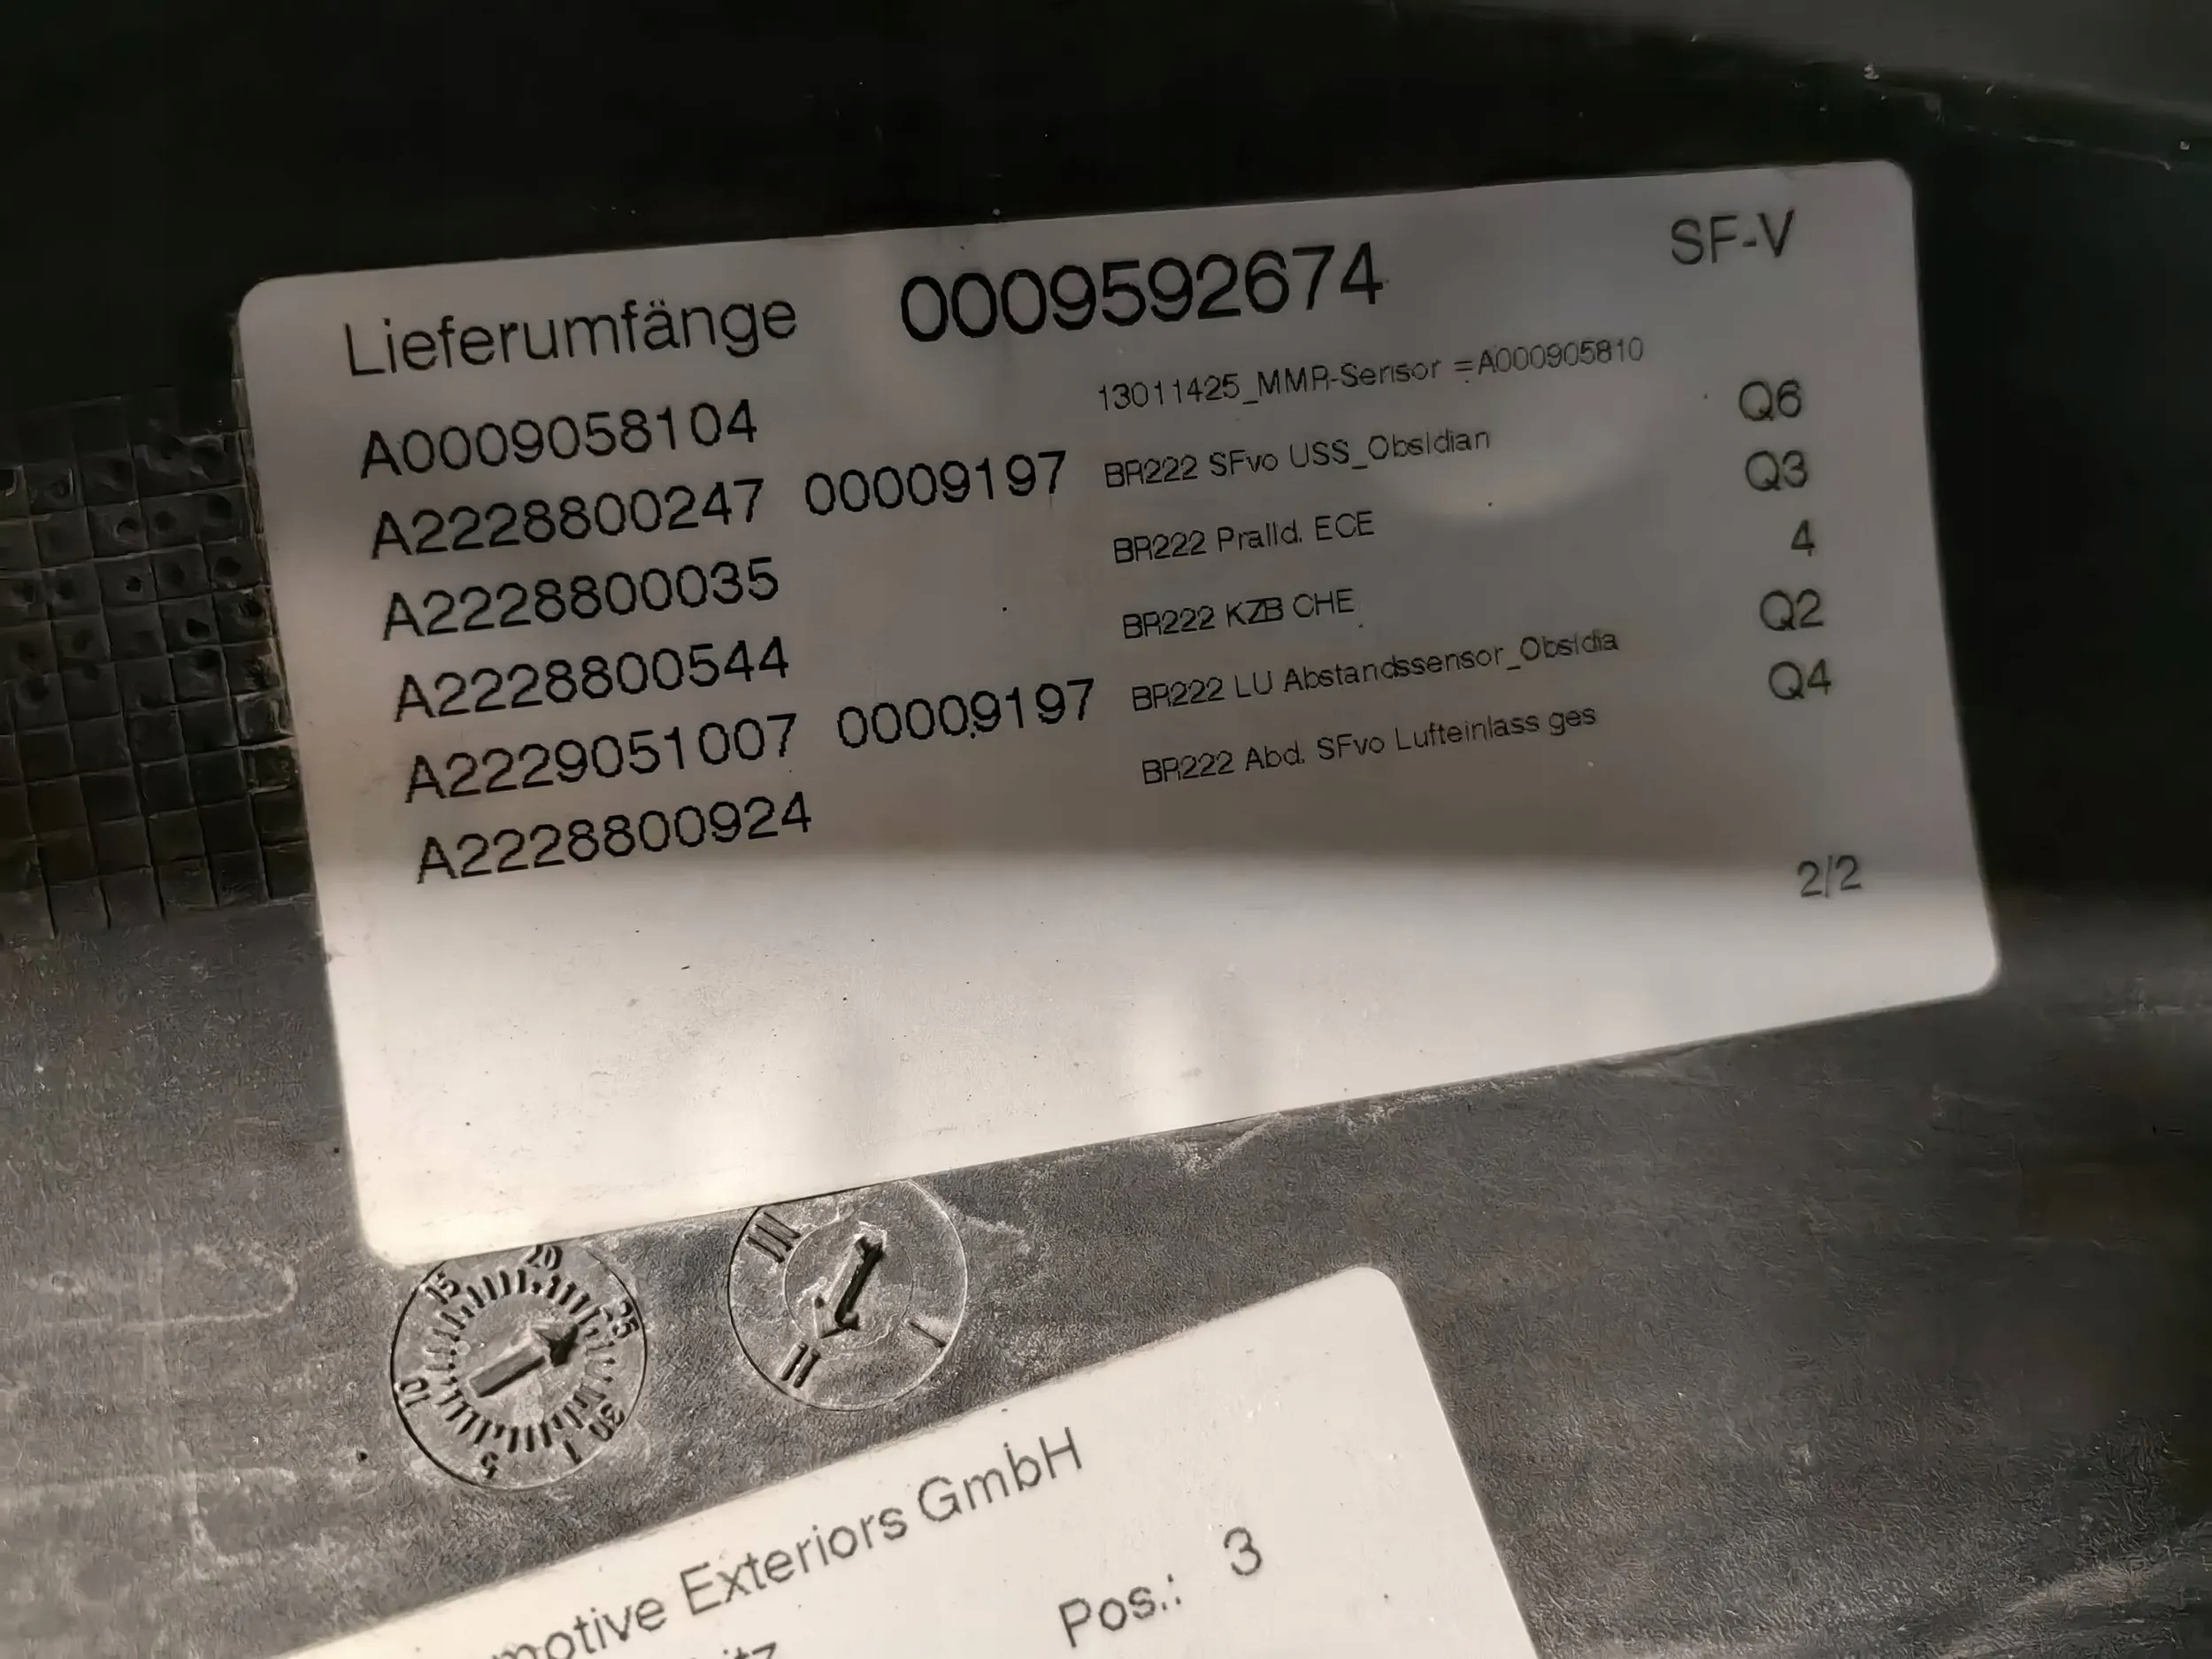 Lieferumfänge 0009592674 SF-V
A0009058104 13011425_MMR-Sensor =A000905810
A2228800247 00009197 BR222 SFvo USS_Obsidian Q6
A2228800035 BR222 Pralld. ECE Q3
A2228800544 BR222 KZB CHE 4
A2229051007 00009197 BR222 LU Abstandssensor_Obsidia Q2
A2228800924 BR222 Abd. SFvo Lufteinlass ges Q4
2/2
15 20 25
10 5 1 30
III
II I
Exteriors GmbH
Pos.: 3